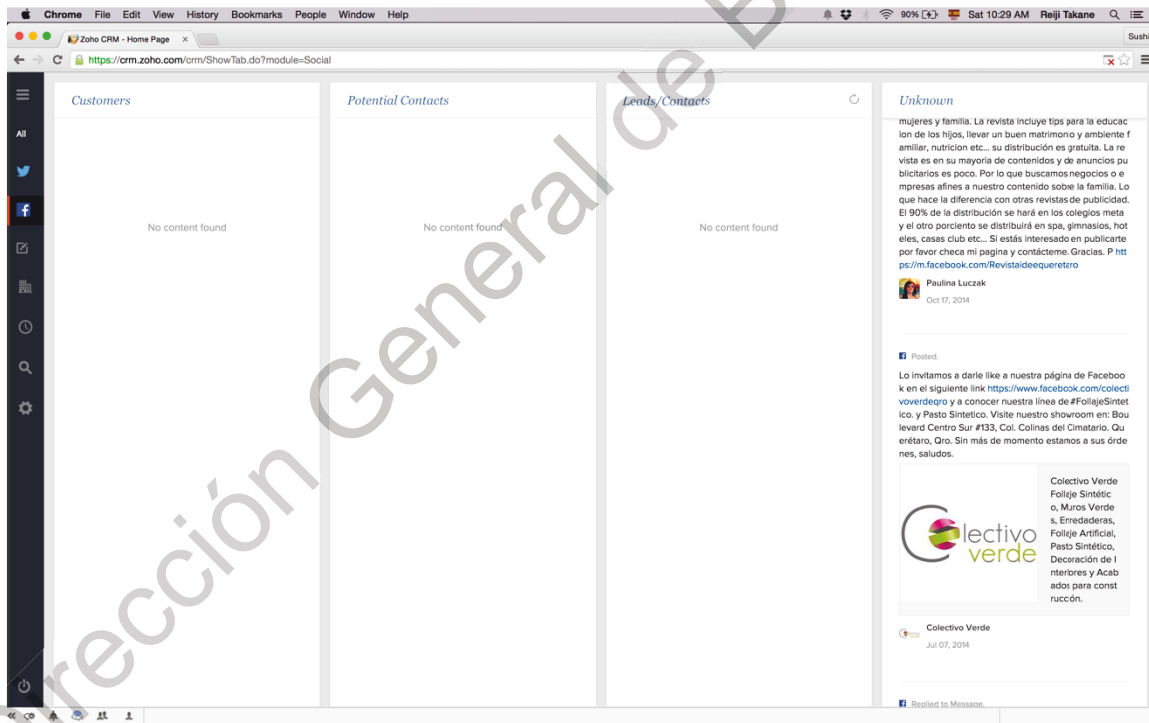 Chrome File Edit View History Bookmarks People Window Help
90% Sat 10:29 AM Reiji Takane
Zoho CRM - Home Page
Sushi
https://crm.zoho.com/crm/ShowTab.do?module=Social
All
Customers
No content found
Potential Contacts
No content found
Leads/Contacts
No content found
Unknown
mujeres y familia. La revista incluye tips para la educac
ion de los hijos, llevar un buen matrimonio y ambiente f
amiliar, nutricion etc... su distribución es gratuita. La re
vista es en su mayoria de contenidos y de anuncios pu
blicitarios es poco. Por lo que buscamos negocios o e
mpresas afines a nuestro contenido sobre la familia. Lo
que hace la diferencia con otras revistas de publicidad.
El 90% de la distribución se hará en los colegios meta
y el otro porciento se distribuirá en spa, gimnasios, hot
eles, casas club etc... Si estás interesado en publicarte
por favor checa mi pagina y contácteme. Gracias. P htt
ps://m.facebook.com/Revistaideequeretaro
Paulina Luczak
Oct 17, 2014
Posted.
Lo invitamos a darle like a nuestra página de Faceboo
k en el siguiente link https://www.facebook.com/colecti
voverdeqro y a conocer nuestra línea de #FollajeSintet
ico. y Pasto Sintetico. Visite nuestro showroom en: Bou
levard Centro Sur #133, Col. Colinas del Cimatario. Qu
erétaro, Qro. Sin más de momento estamos a sus órde
nes, saludos.
Colectivo
verde
Colectivo Verde
Follaje Sintétic
o, Muros Verde
s, Enredaderas,
Follaje Artificial,
Pasto Sintético,
Decoración de I
nteriores y Acab
ados para const
rucción.
Colectivo Verde
Jul 07, 2014
Replied to Message.
rección General de B